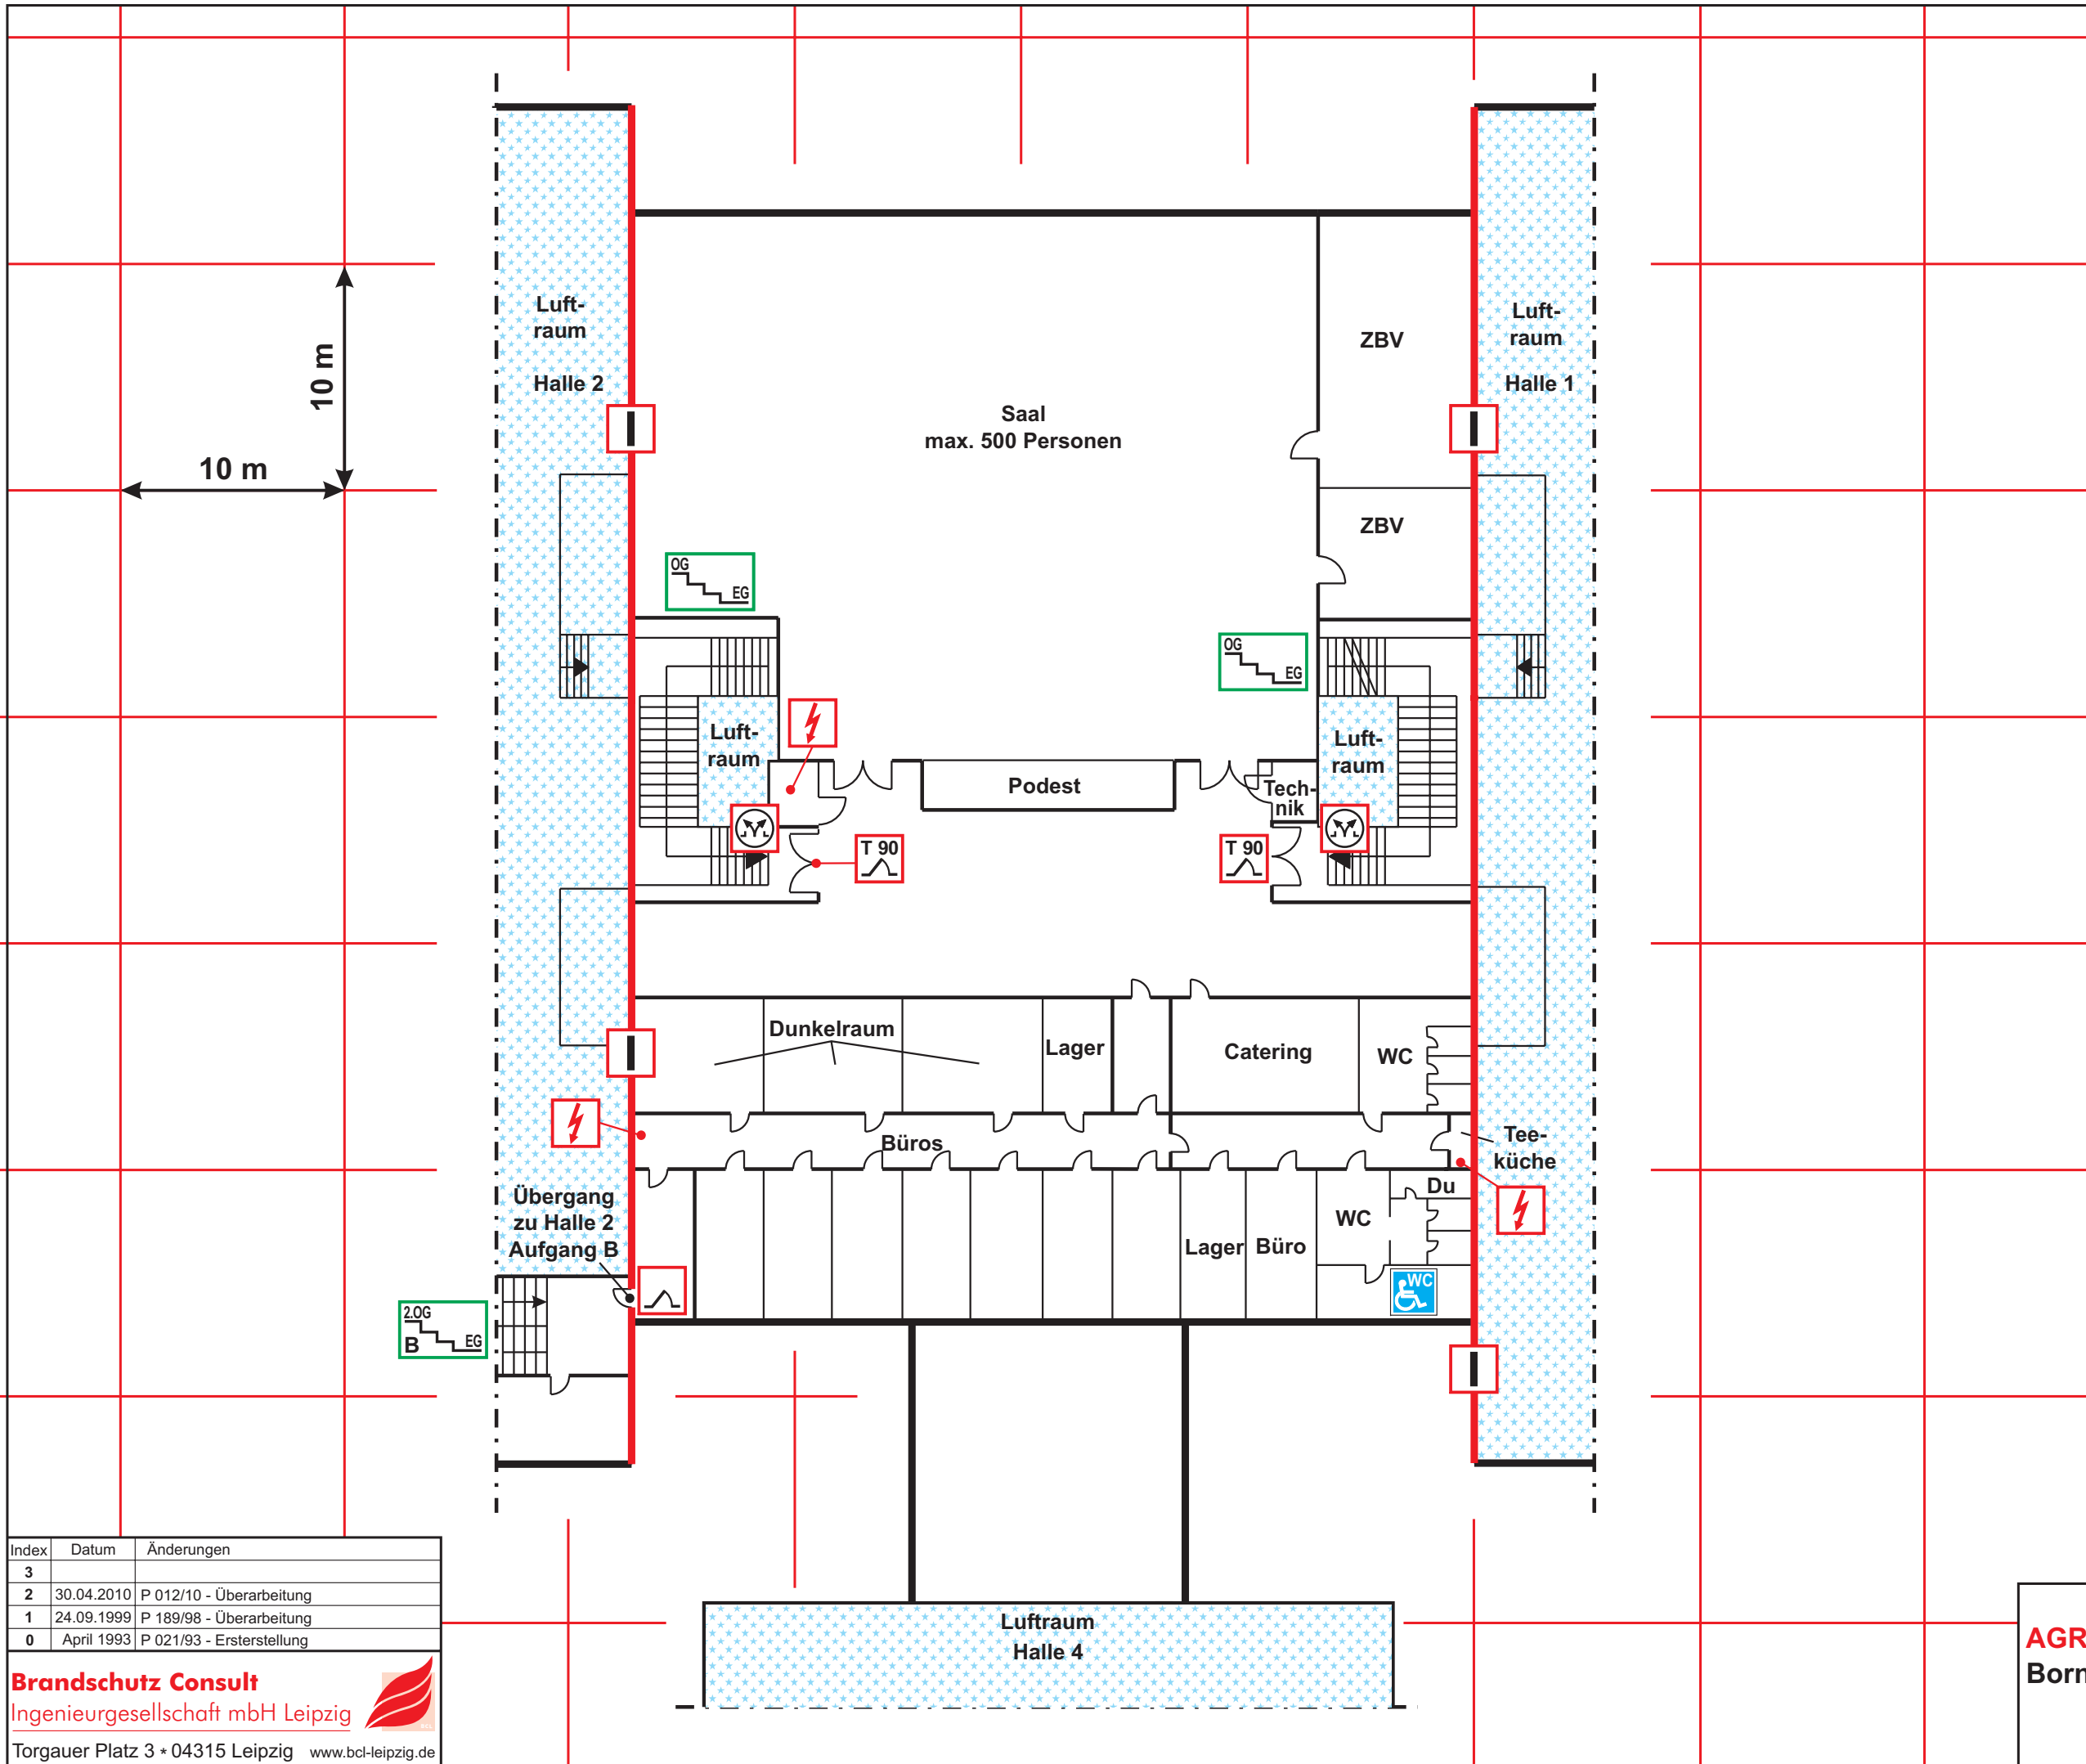 Luft-
raum
Halle 2
Luft-
raum
Halle 1
ZBV
10 m
10 m
Saal
max. 500 Personen
ZBV
OG
EG
OG
EG
Luft-
raum
Luft-
raum
Podest
Tech-
nik
T 90
T 90
Dunkelraum
Lager
Catering
WC
Büros
Tee-
küche
Übergang
zu Halle 2
Aufgang B
Du
WC
Lager
Büro
WC
2.OG
B
EG
Index Datum Änderungen
3
2 30.04.2010 P 012/10 - Überarbeitung
1 24.09.1999 P 189/98 - Überarbeitung
0 April 1993 P 021/93 - Ersterstellung
Luftraum
Halle 4
Brandschutz Consult
Ingenieurgesellschaft mbH Leipzig
BCL
Torgauer Platz 3 * 04315 Leipzig www.bcl-leipzig.de
AGR
Born